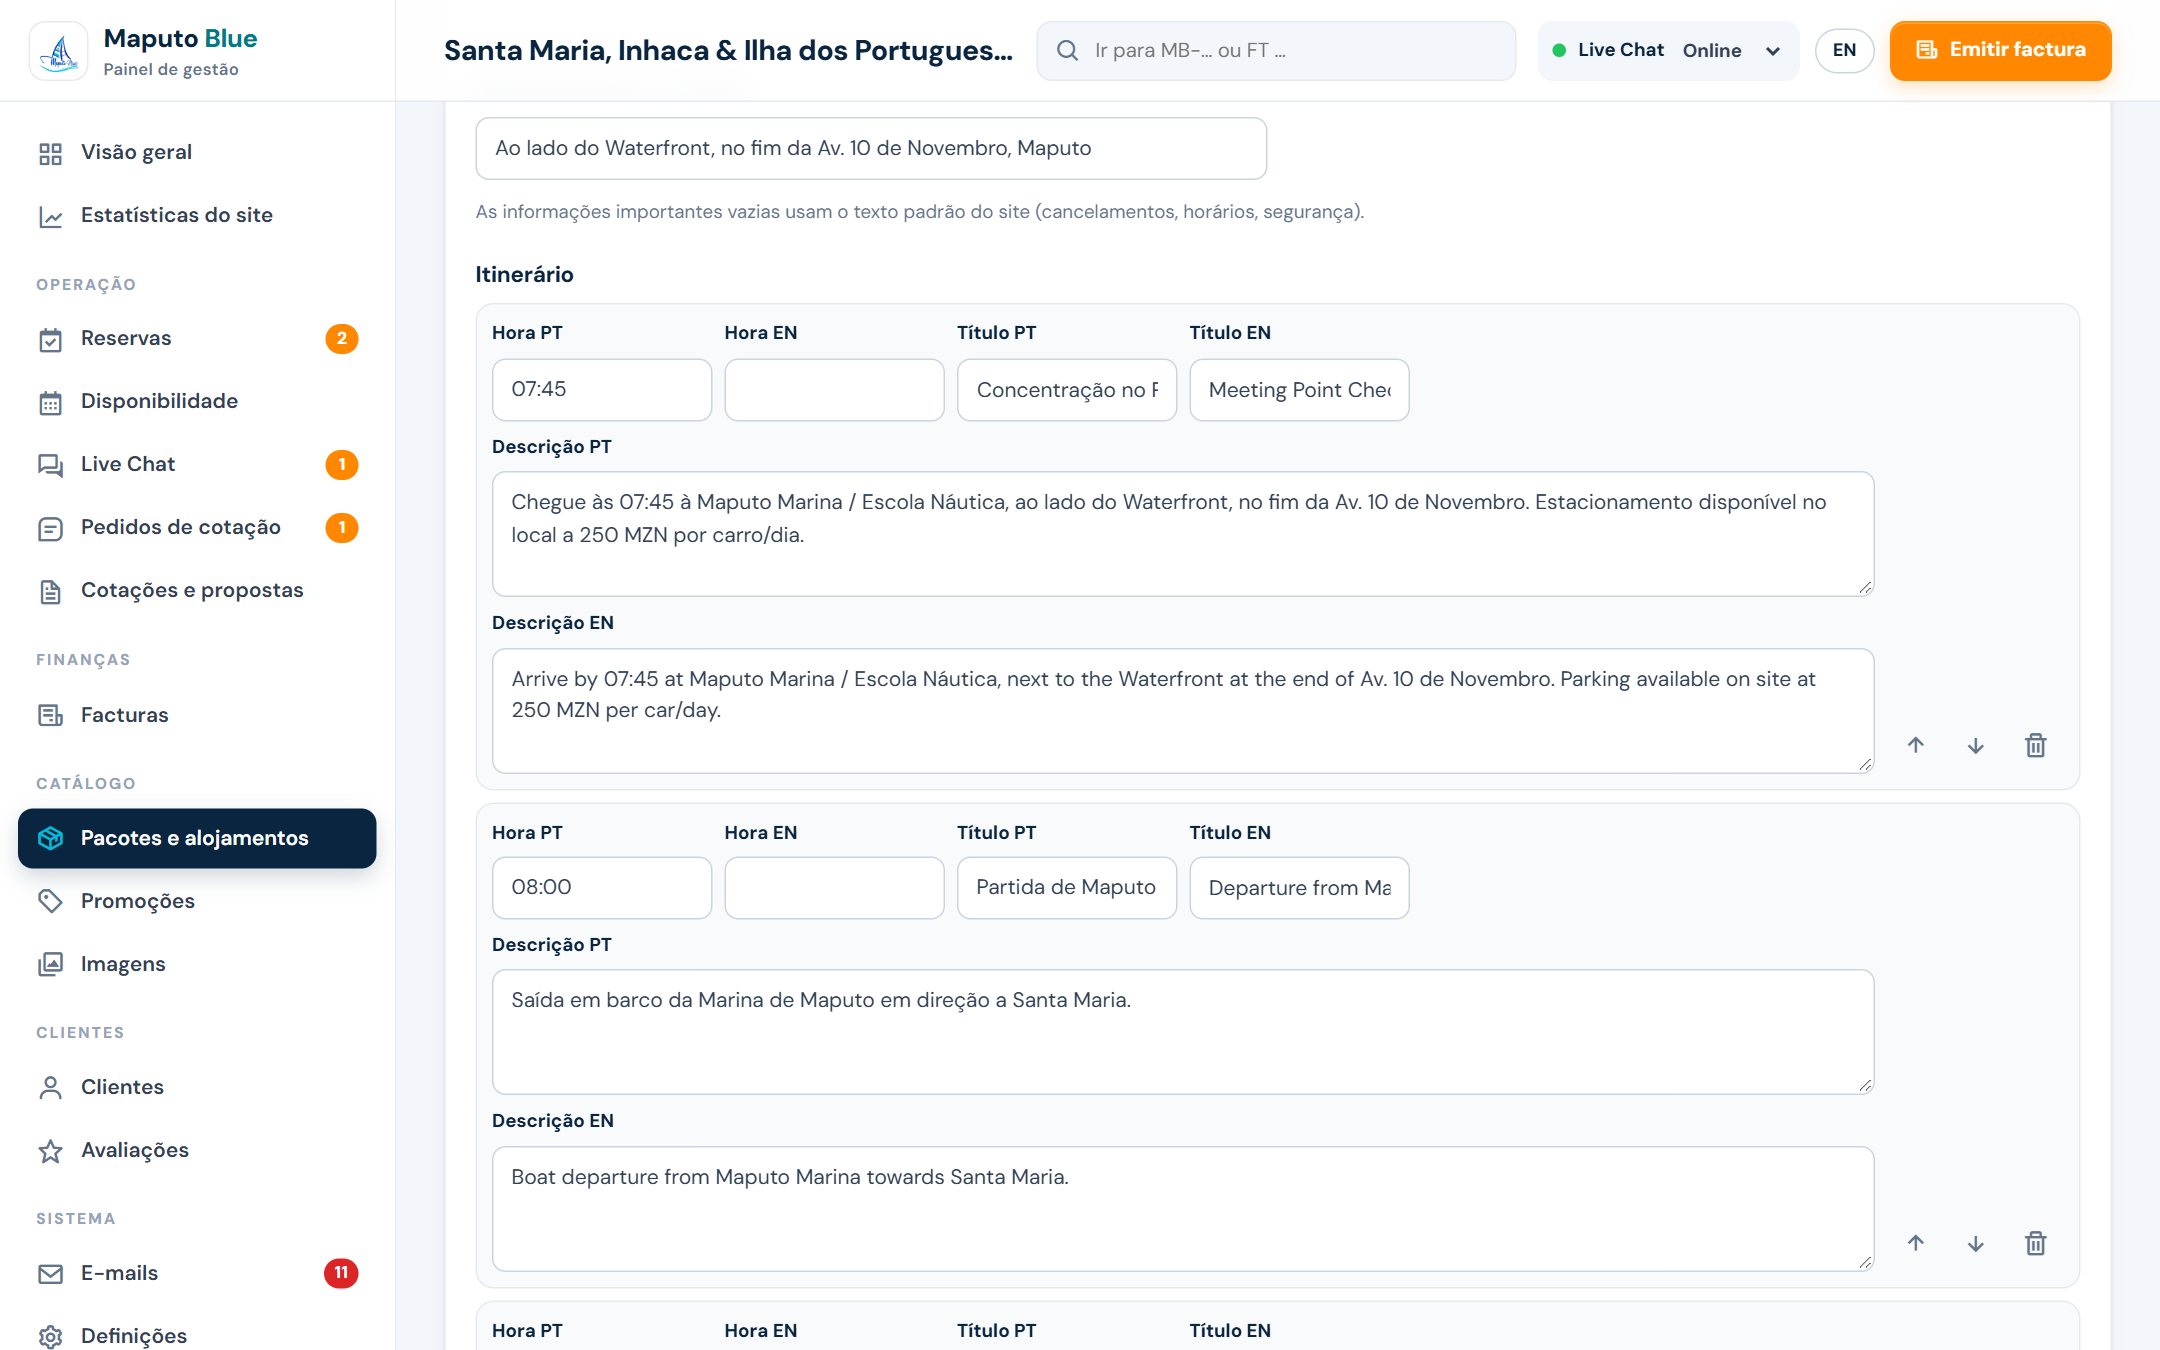 Maputo Blue
Painel de gestão
Santa Maria, Inhaca & Ilha dos Portugues...
Ir para MB-... ou FT ...
Live Chat Online
EN
Emitir factura
Visão geral
Estatísticas do site
OPERAÇÃO
Reservas 2
Disponibilidade
Live Chat 1
Pedidos de cotação 1
Cotações e propostas
FINANÇAS
Facturas
CATÁLOGO
Pacotes e alojamentos
Promoções
Imagens
CLIENTES
Clientes
Avaliações
SISTEMA
E-mails 11
Definições
Ao lado do Waterfront, no fim da Av. 10 de Novembro, Maputo
As informações importantes vazias usam o texto padrão do site (cancelamentos, horários, segurança).
Itinerário
Hora PT Hora EN Título PT Título EN
07:45 Concentração no Meeting Point
Descrição PT
Chegue às 07:45 à Maputo Marina / Escola Náutica, ao lado do Waterfront, no fim da Av. 10 de Novembro. Estacionamento disponível no
local a 250 MZN por carro/dia.
Descrição EN
Arrive by 07:45 at Maputo Marina / Escola Náutica, next to the Waterfront at the end of Av. 10 de Novembro. Parking available on site at
250 MZN per car/day.
Hora PT Hora EN Título PT Título EN
08:00 Partida de Maputo Departure from Ma
Descrição PT
Saída em barco da Marina de Maputo em direção a Santa Maria.
Descrição EN
Boat departure from Maputo Marina towards Santa Maria.
Hora PT Hora EN Título PT Título EN